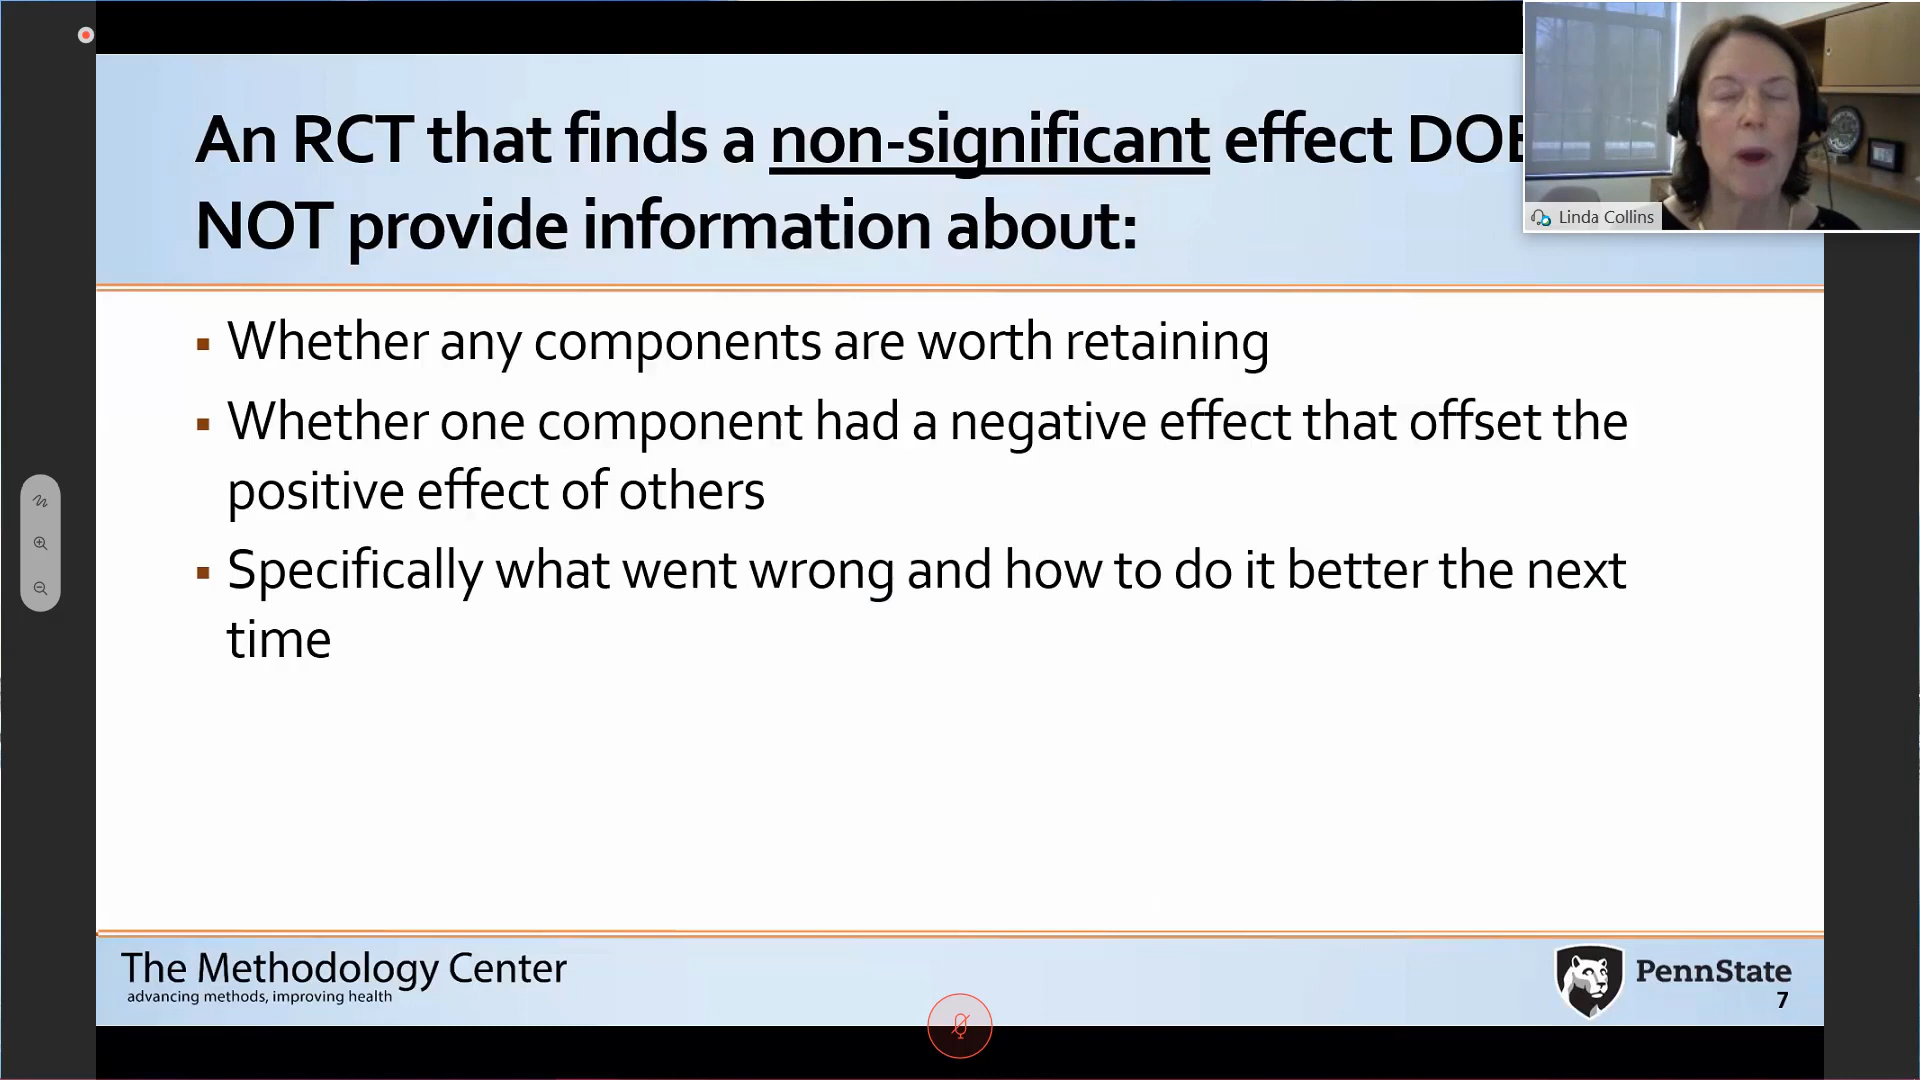 An RCT that finds a non-significant effect
NOT provide information about:
Linda Collins
▪ Whether any components are worth retaining
▪ Whether one component had a negative effect that offset the
positive effect of others
▪ Specifically what went wrong and how to do it better the next
time
The Methodology Center
advancing methods, improving health
PennState
7